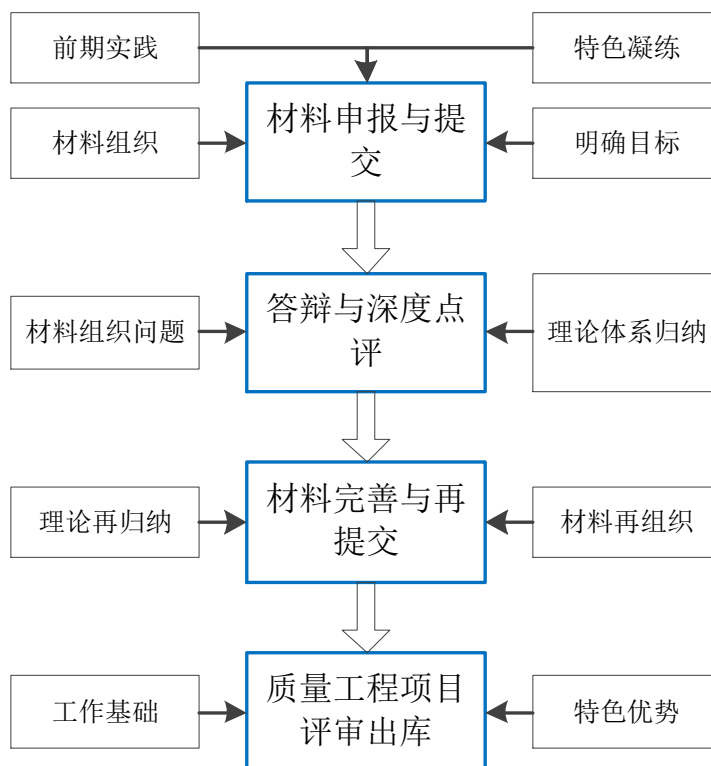 前期实践
特色凝练
材料申报与提
交
材料组织
明确目标
答辩与深度点
评
材料组织问题
理论体系归纳
材料完善与再
提交
理论再归纳
材料再组织
质量工程项目
评审出库
工作基础
特色优势